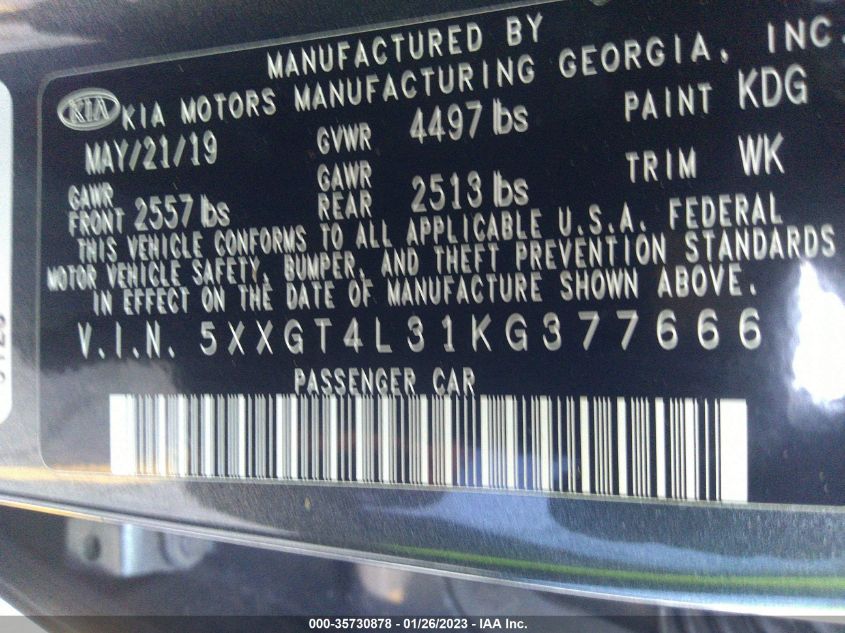 MANUFACTURED BY
KIA KIA MOTORS MANUFACTURING GEORGIA, INC.
MAY/21/19 GVWR 4497 lbs PAINT KDG
GAWR FRONT 2557 lbs GAWR REAR 2513 lbs TRIM WK
THIS VEHICLE CONFORMS TO ALL APPLICABLE U.S.A. FEDERAL
MOTOR VEHICLE SAFETY, BUMPER, AND THEFT PREVENTION STANDARDS
IN EFFECT ON THE DATE OF MANUFACTURE SHOWN ABOVE.
V.I.N. 5XXGT4L31KG377666
PASSENGER CAR
000-35730878 - 01/26/2023 - IAA Inc.